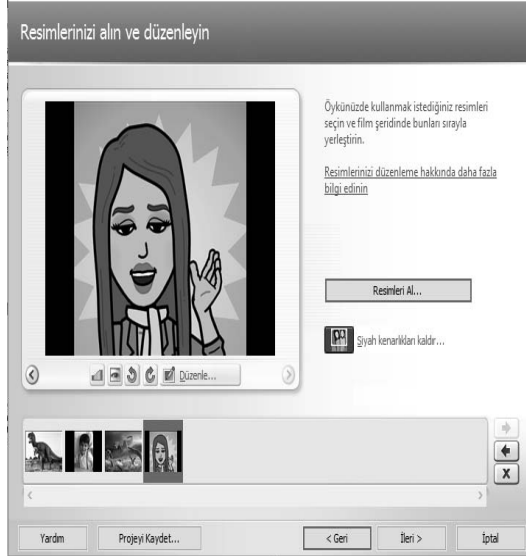 Resimlerinizi alın ve düzenleyin
Öykünüzde kullanmak istediğiniz resimleri
seçin ve film şeridinde bunları sırayla
yerleştirin.
Resimlerinizi düzenleme hakkında daha fazla
bilgi edinin
Resimleri Al...
Siyah kenarlıkları kaldır...
Düzenle...
Yardım
Projeyi Kaydet...
< Geri
İleri >
İptal